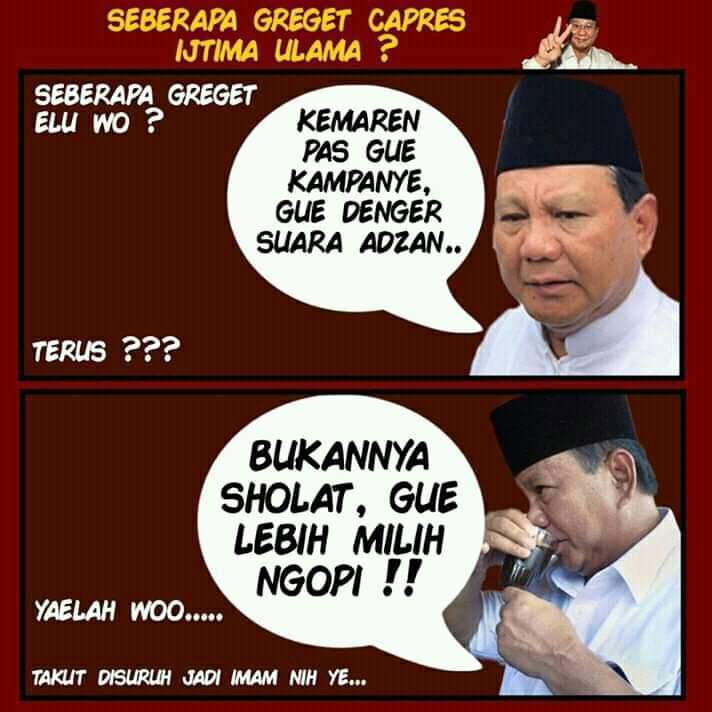 SEBERAPA GREGET CAPRES
IJTIMA ULAMA ?
SEBERAPA GREGET
ELU WO ?
KEMAREN
PAS GUE
KAMPANYE,
GUE DENGER
SUARA ADZAN..
TERUS ???
BUKANNYA
SHOLAT, GUE
LEBIH MILIH
NGOPI !!
YAELAH WOO.....
TAKUT DISURUH JADI IMAM NIH YE...